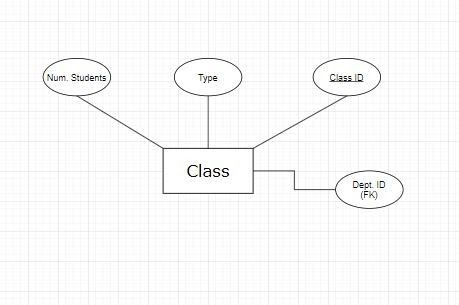 Num. Students
Type
Class ID
Class
Dept. ID
(FK)